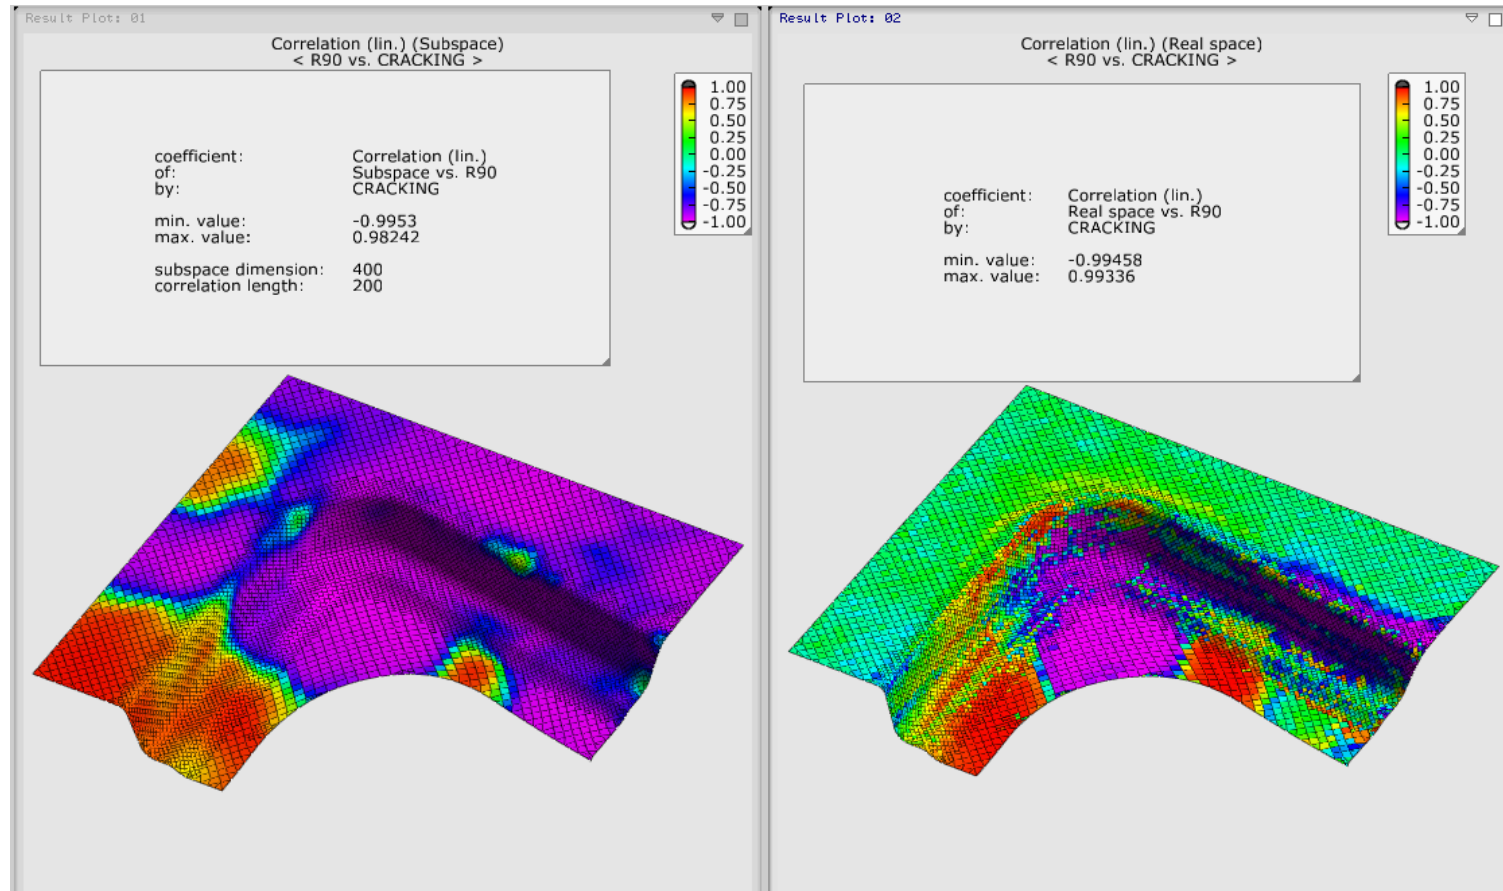 Result Plot: 01
Correlation (lin.) (Subspace)
< R90 vs. CRACKING >
coefficient: Correlation (lin.)
of: Subspace vs. R90
by: CRACKING
min. value: -0.9953
max. value: 0.98242
subspace dimension: 400
correlation length: 200
1.00
0.75
0.50
0.25
0.00
-0.25
-0.50
-0.75
-1.00
Result Plot: 02
Correlation (lin.) (Real space)
< R90 vs. CRACKING >
coefficient: Correlation (lin.)
of: Real space vs. R90
by: CRACKING
min. value: -0.99458
max. value: 0.99336
1.00
0.75
0.50
0.25
0.00
-0.25
-0.50
-0.75
-1.00